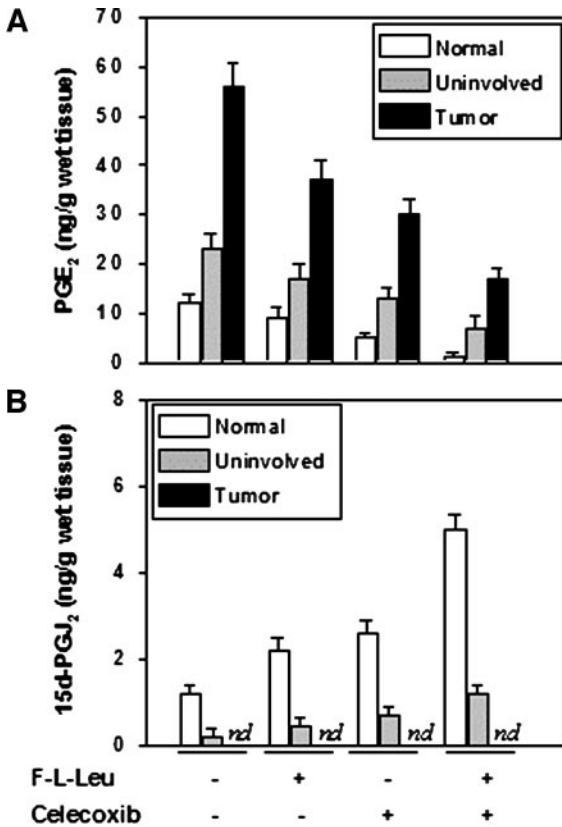 A
PGE2 (ng/g wet tissue)
70
60
50
40
30
20
10
0
Normal
Uninvolved
Tumor
B
15d-PGJ2 (ng/g wet tissue)
8
6
4
2
0
Normal
Uninvolved
Tumor
nd nd nd nd
F-L-Leu - + - +
Celecoxib - - + +